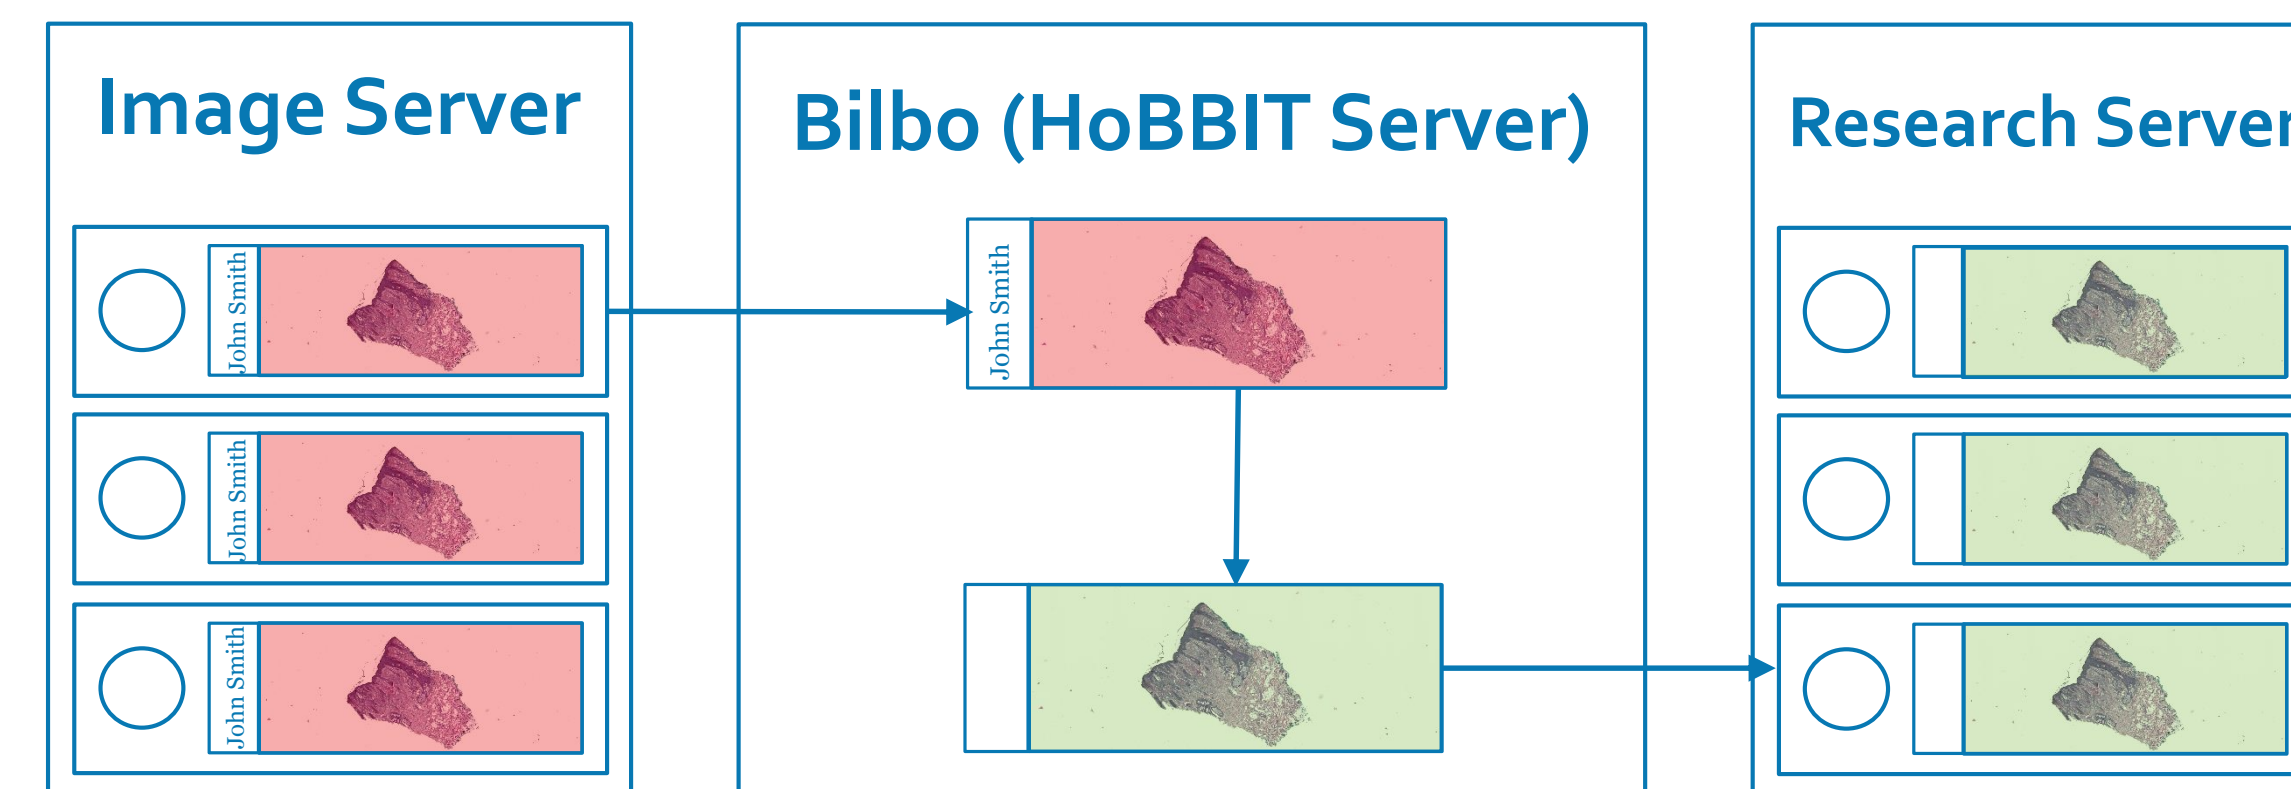 Image Server
John Smith
John Smith
John Smith
Bilbo (HoBBIT Server)
John Smith
Research Server